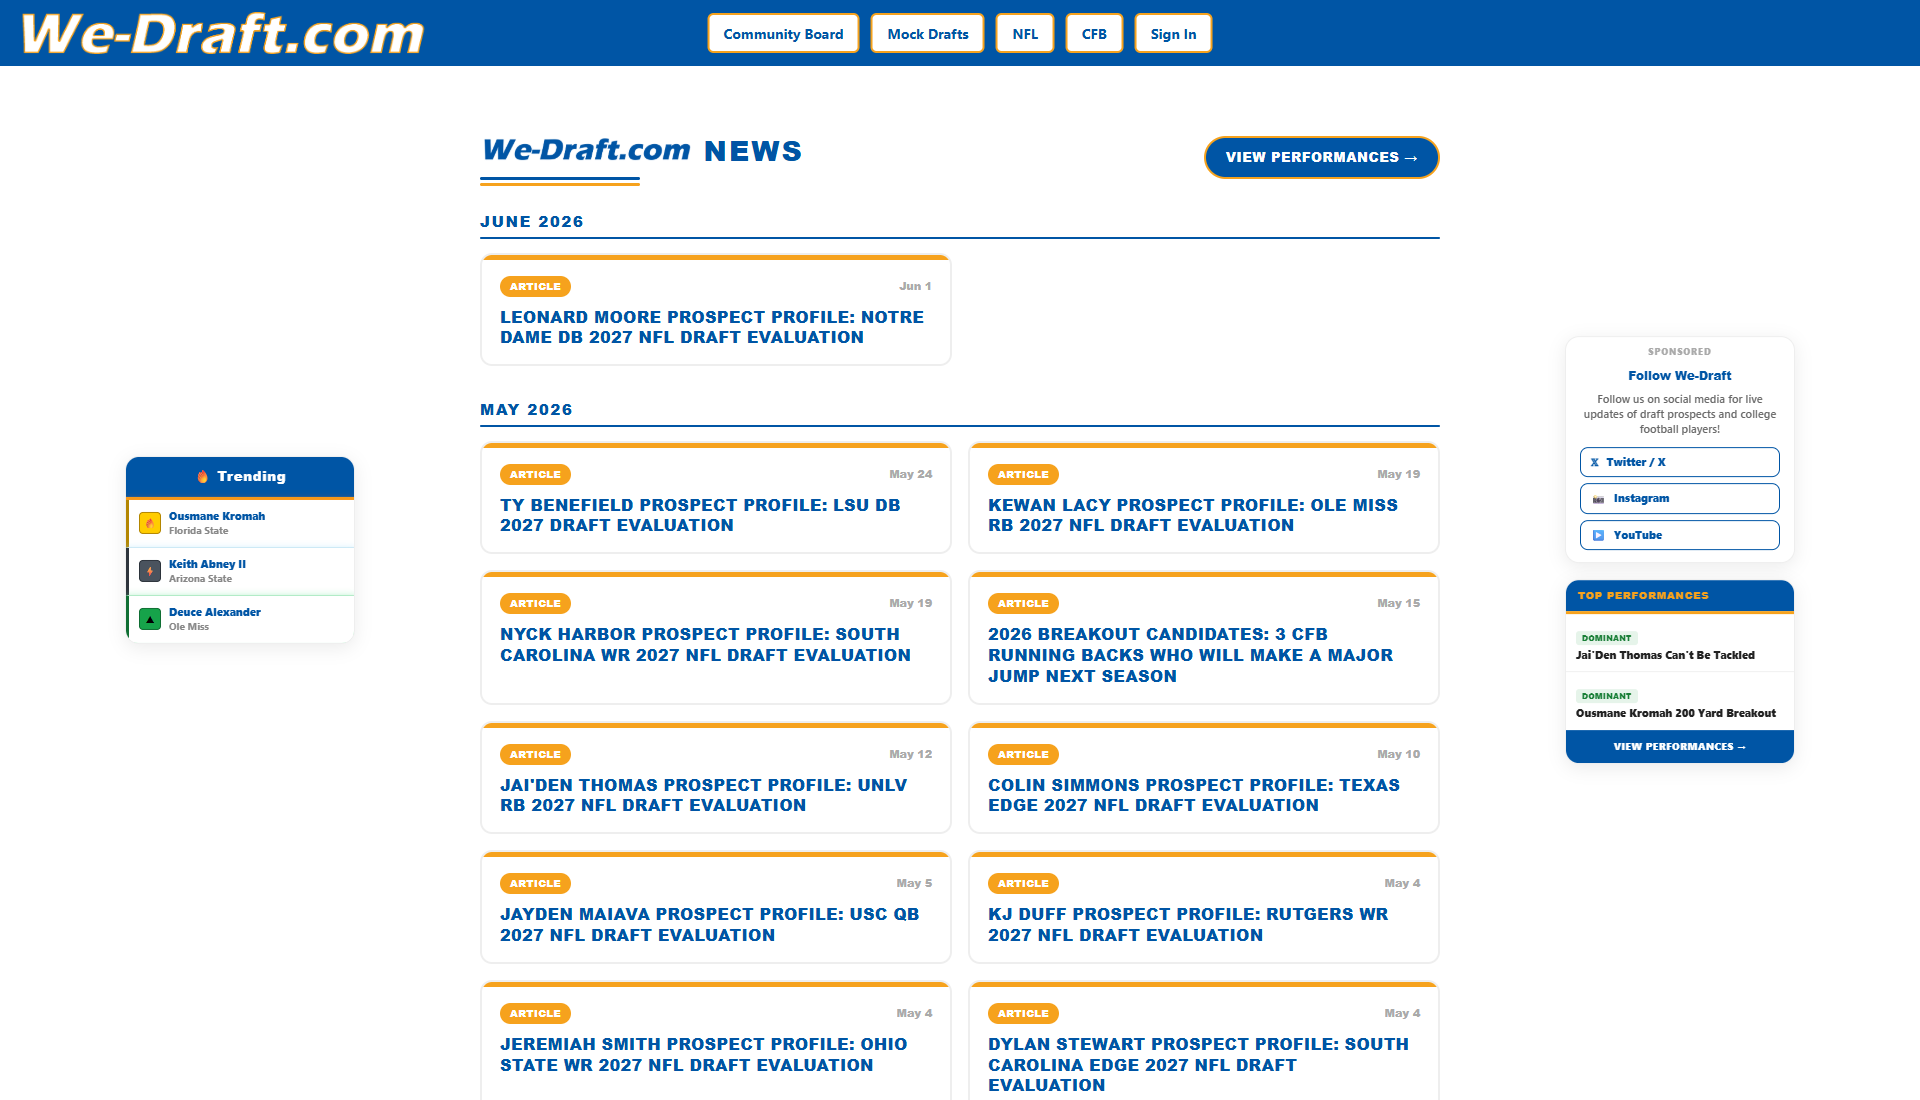 We-Draft.com
Community Board
Mock Drafts
NFL
CFB
Sign In
We-Draft.com NEWS
VIEW PERFORMANCES →
JUNE 2026
ARTICLE
Jun 1
LEONARD MOORE PROSPECT PROFILE: NOTRE
DAME DB 2027 NFL DRAFT EVALUATION
MAY 2026
ARTICLE
May 24
TY BENEFIELD PROSPECT PROFILE: LSU DB
2027 DRAFT EVALUATION
ARTICLE
May 19
KEWAN LACY PROSPECT PROFILE: OLE MISS
RB 2027 NFL DRAFT EVALUATION
ARTICLE
May 19
NYCK HARBOR PROSPECT PROFILE: SOUTH
CAROLINA WR 2027 NFL DRAFT EVALUATION
ARTICLE
May 15
2026 BREAKOUT CANDIDATES: 3 CFB
RUNNING BACKS WHO WILL MAKE A MAJOR
JUMP NEXT SEASON
ARTICLE
May 12
JAI'DEN THOMAS PROSPECT PROFILE: UNLV
RB 2027 NFL DRAFT EVALUATION
ARTICLE
May 10
COLIN SIMMONS PROSPECT PROFILE: TEXAS
EDGE 2027 NFL DRAFT EVALUATION
ARTICLE
May 5
JAYDEN MAIAVA PROSPECT PROFILE: USC QB
2027 NFL DRAFT EVALUATION
ARTICLE
May 4
KJ DUFF PROSPECT PROFILE: RUTGERS WR
2027 NFL DRAFT EVALUATION
ARTICLE
May 4
JEREMIAH SMITH PROSPECT PROFILE: OHIO
STATE WR 2027 NFL DRAFT EVALUATION
ARTICLE
May 4
DYLAN STEWART PROSPECT PROFILE: SOUTH
CAROLINA EDGE 2027 NFL DRAFT
EVALUATION
🔥 Trending
Ousmane Kromah
Florida State
Keith Abney II
Arizona State
Deuce Alexander
Ole Miss
SPONSORED
Follow We-Draft
Follow us on social media for live
updates of draft prospects and college
football players!
𝕏 Twitter / X
📷 Instagram
▶️ YouTube
TOP PERFORMANCES
DOMINANT
Jai'Den Thomas Can't Be Tackled
DOMINANT
Ousmane Kromah 200 Yard Breakout
VIEW PERFORMANCES →